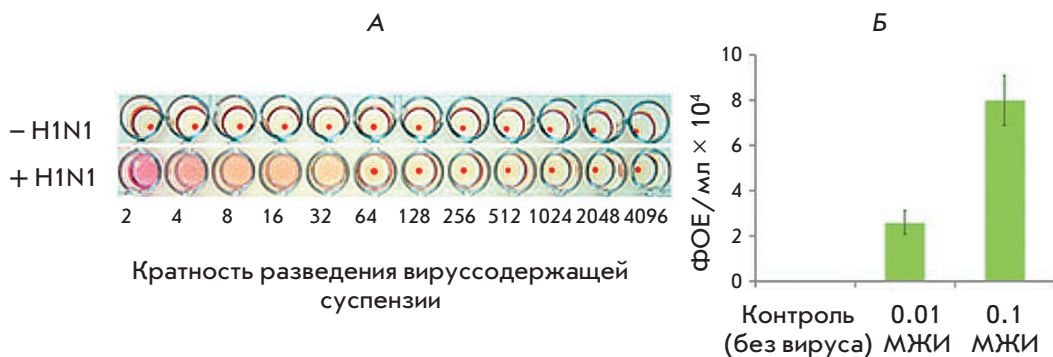 А
− H1N1
+ H1N1
2 4 8 16 32 64 128 256 512 1024 2048 4096
Кратность разведения вируссодержащей
суспензии
Б
ФОЕ/мл × 10⁴
10
8
6
4
2
0
Контроль
(без вируса)
0.01
МЖИ
0.1
МЖИ